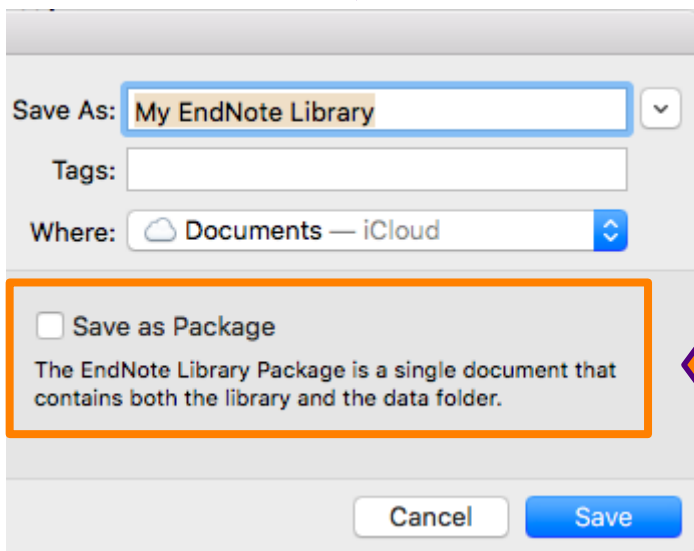 Save As: My EndNote Library
Tags:
Where: Documents — iCloud
Save as Package
The EndNote Library Package is a single document that
contains both the library and the data folder.
Cancel Save